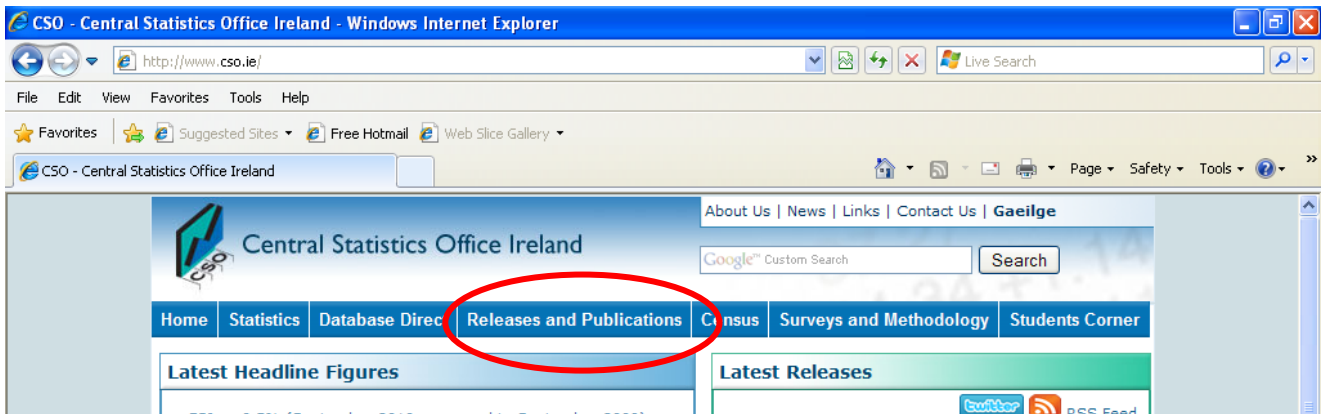 CSO - Central Statistics Office Ireland - Windows Internet Explorer
http://www.cso.ie/
Live Search
File Edit View Favorites Tools Help
Favorites Suggested Sites Free Hotmail Web Slice Gallery
CSO - Central Statistics Office Ireland
Page Safety Tools
About Us | News | Links | Contact Us | Gaeilge
CSO
Central Statistics Office Ireland
Google™ Custom Search Search
Home Statistics Database Direc Releases and Publications Census Surveys and Methodology Students Corner
Latest Headline Figures Latest Releases
twitter RSS Feed